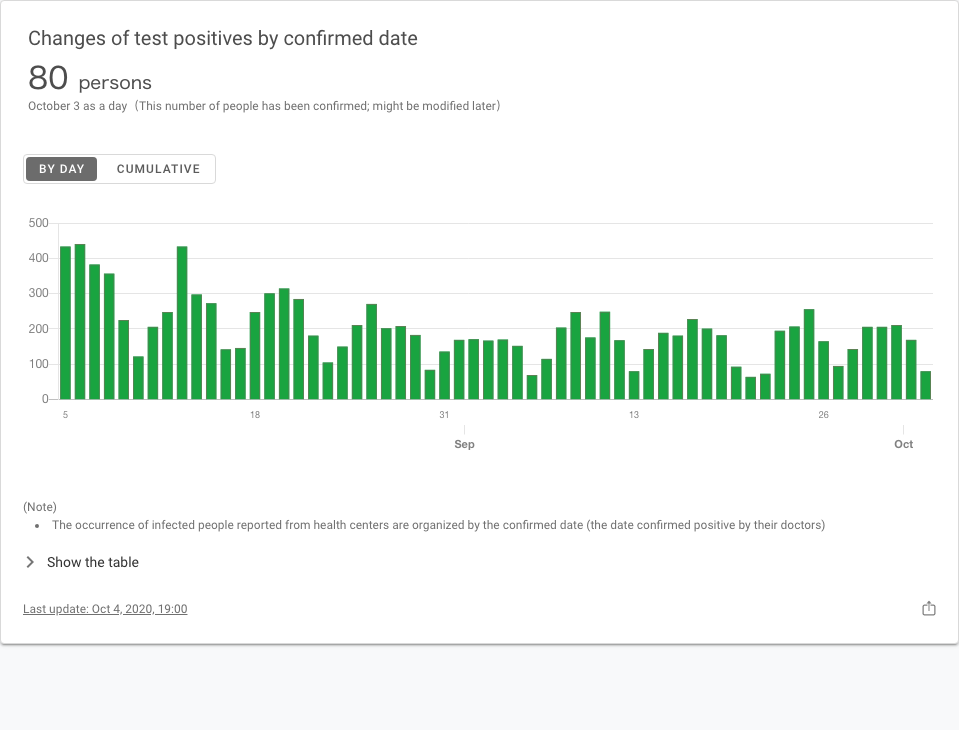 Changes of test positives by confirmed date
80 persons
October 3 as a day (This number of people has been confirmed; might be modified later)
BY DAY CUMULATIVE
500
400
300
200
100
0
5 18 31 13 26
Sep Oct
(Note)
• The occurrence of infected people reported from health centers are organized by the confirmed date (the date confirmed positive by their doctors)
Show the table
Last update: Oct 4, 2020, 19:00